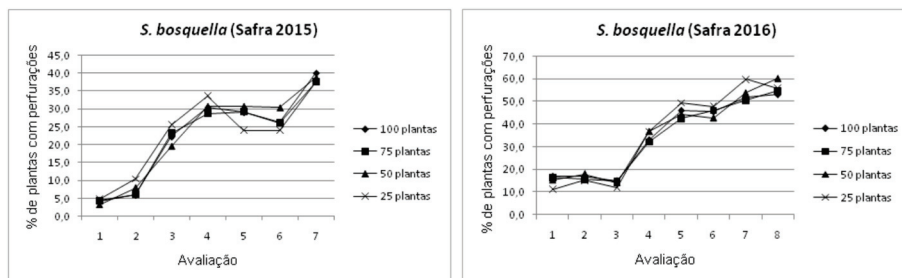 S. bosquella (Safra 2015)
% de plantas com perfurações
45,0
40,0
35,0
30,0
25,0
20,0
15,0
10,0
5,0
0,0
1 2 3 4 5 6 7
Avaliação
100 plantas
75 plantas
50 plantas
25 plantas
S. bosquella (Safra 2016)
% de plantas com perfurações
70,0
60,0
50,0
40,0
30,0
20,0
10,0
0,0
1 2 3 4 5 6 7 8
Avaliação
100 plantas
75 plantas
50 plantas
25 plantas